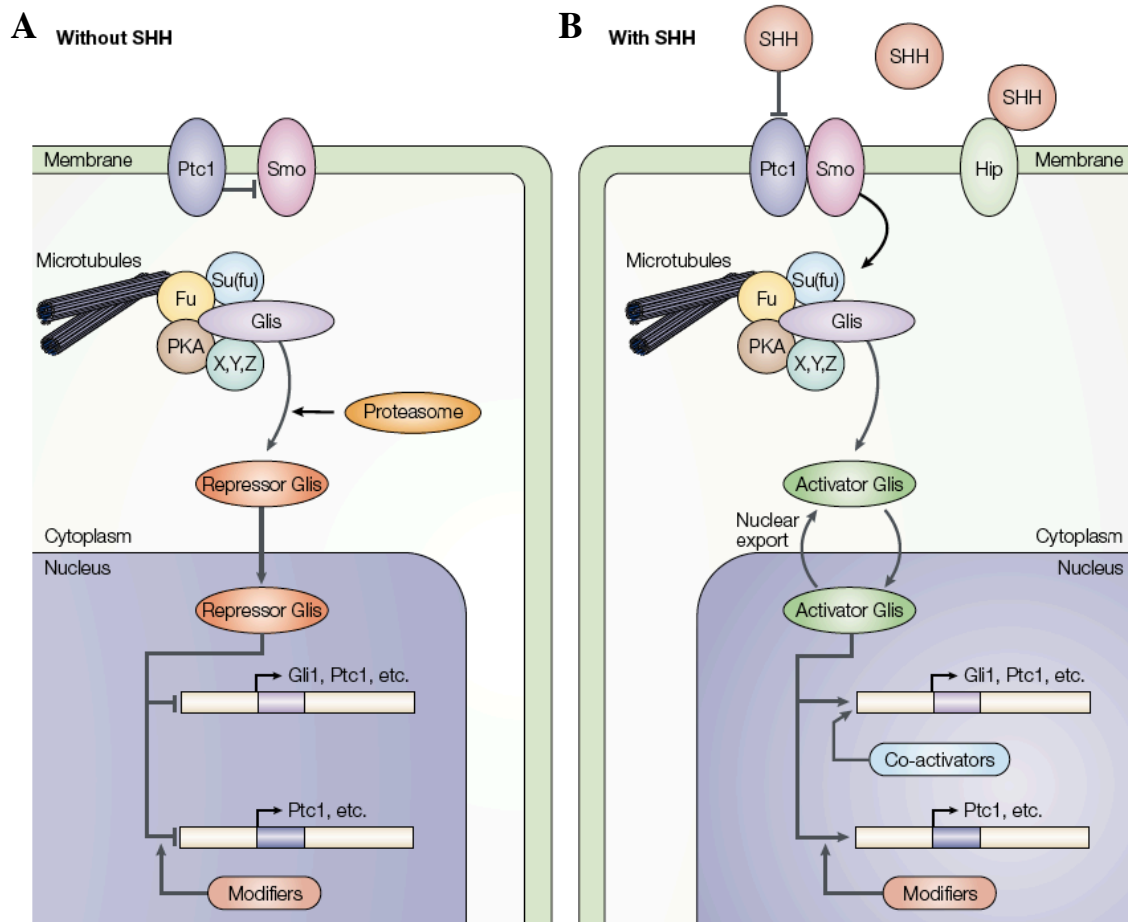 A Without SHH
Membrane
Ptc1
Smo
Microtubules
Su(fu)
Fu
Glis
PKA
X,Y,Z
Proteasome
Repressor Glis
Cytoplasm
Nucleus
Repressor Glis
Gli1, Ptc1, etc.
Ptc1, etc.
Modifiers
B With SHH
SHH
SHH
SHH
Ptc1
Smo
Hip
Membrane
Microtubules
Su(fu)
Fu
Glis
PKA
X,Y,Z
Activator Glis
Nuclear
export
Cytoplasm
Nucleus
Activator Glis
Gli1, Ptc1, etc.
Co-activators
Ptc1, etc.
Modifiers